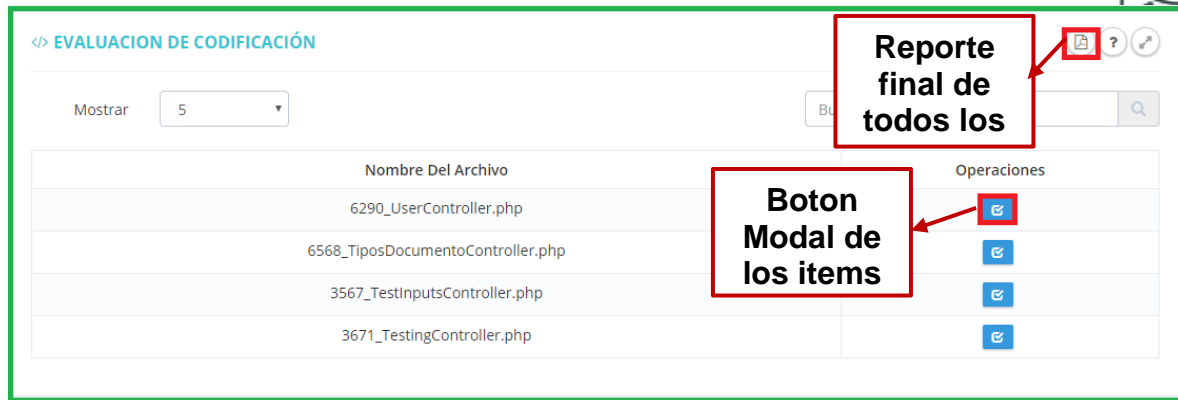 </> EVALUACION DE CODIFICACIÓN
Reporte
final de
todos los
?
Mostrar 5
Nombre Del Archivo Operaciones
6290_UserController.php
Boton
Modal de
los items
6568_TiposDocumentoController.php
3567_TestInputsController.php
3671_TestingController.php